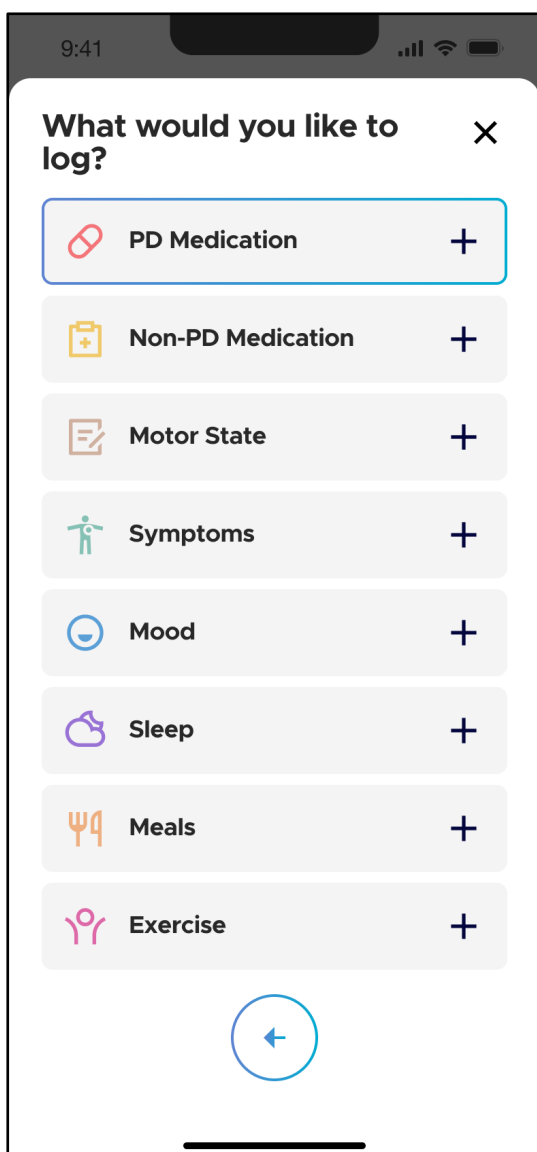 9:41
What would you like to
log?
PD Medication
Non-PD Medication
Motor State
Symptoms
Mood
Sleep
Meals
Exercise